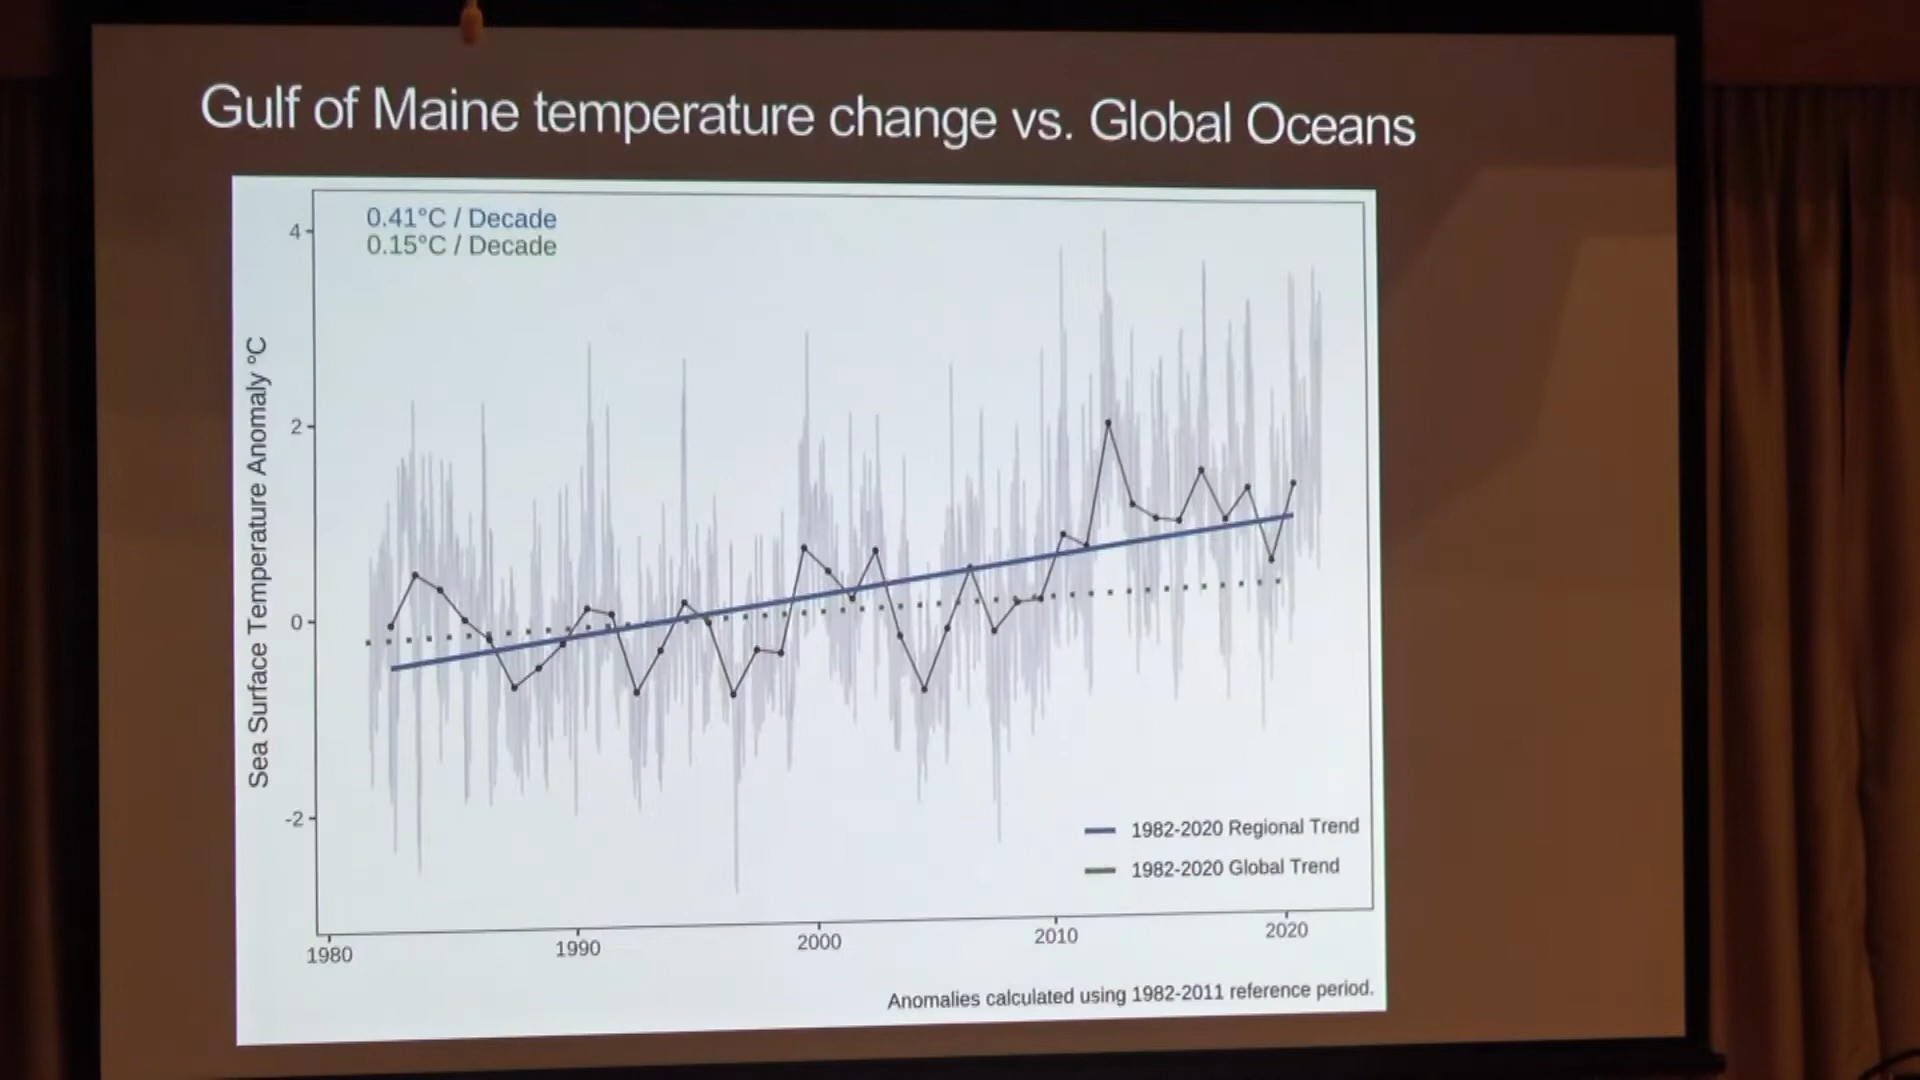 Gulf of Maine temperature change vs. Global Oceans
0.41°C / Decade
0.15°C / Decade
Sea Surface Temperature Anomaly °C
4
2
0
-2
1982-2020 Regional Trend
1982-2020 Global Trend
1980
1990
2000
2010
2020
Anomalies calculated using 1982-2011 reference period.